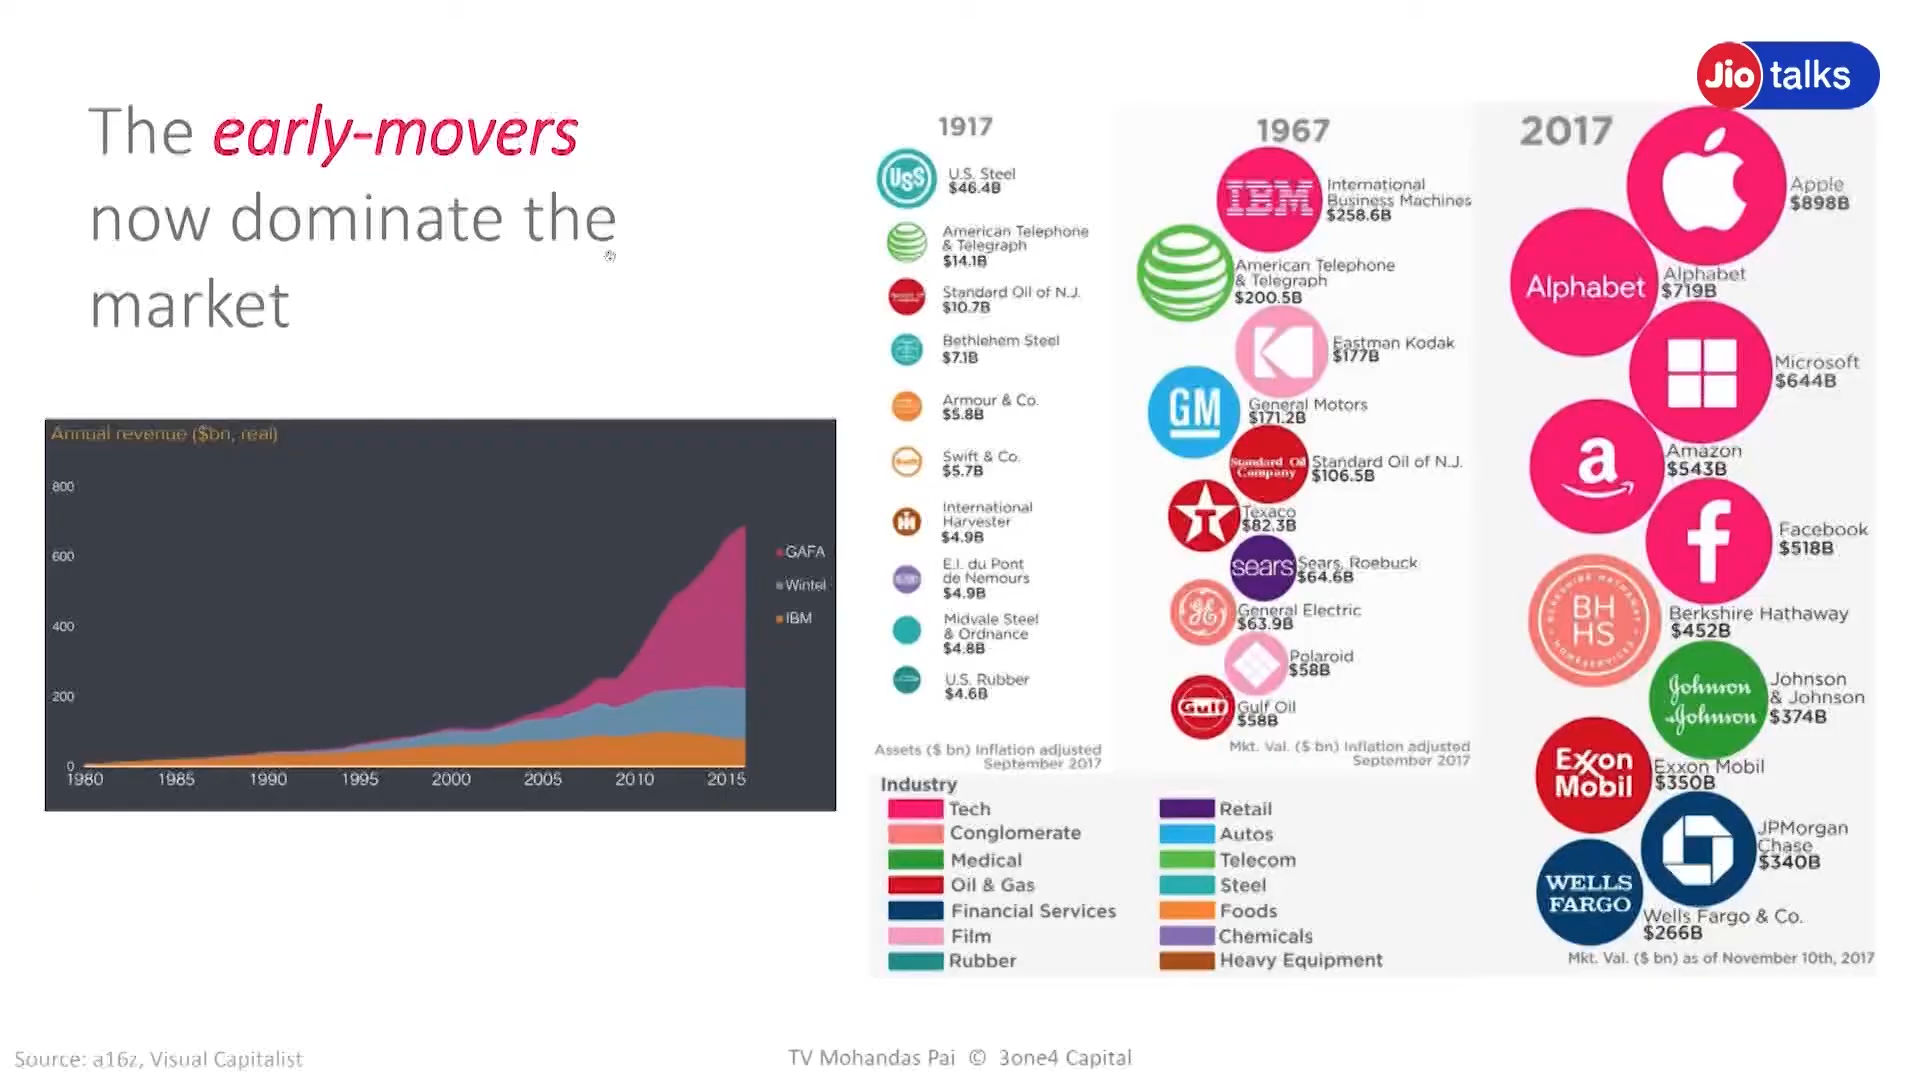 Jio talks
The early-movers
now dominate the
market
Annual revenue ($bn, real)
800
600
400
200
0
1980 1985 1990 1995 2000 2005 2010 2015
GAFA
Wintel
IBM
1917
USS
U.S. Steel
$46.4B
American Telephone
& Telegraph
$14.1B
Standard Oil of N.J.
$10.7B
Bethlehem Steel
$7.1B
Armour & Co.
$5.8B
Swift & Co.
$5.7B
International
Harvester
$4.9B
E.I. du Pont
de Nemours
$4.9B
Midvale Steel
& Ordnance
$4.8B
U.S. Rubber
$4.6B
Assets ($ bn) Inflation adjusted
September 2017
1967
IBM
International
Business Machines
$258.6B
American Telephone
& Telegraph
$200.5B
Eastman Kodak
$177B
GM
General Motors
$171.2B
Standard Oil
Company
Standard Oil of N.J.
$106.5B
Texaco
$82.3B
sears
Sears, Roebuck
$64.6B
GE
General Electric
$63.9B
Polaroid
$58B
Gulf
Gulf Oil
$58B
Mkt. Val. ($ bn) Inflation adjusted
September 2017
2017
Apple
$898B
Alphabet
Alphabet
$719B
Microsoft
$644B
a
Amazon
$543B
f
Facebook
$518B
BERKSHIRE HATHAWAY
BH
HS
HOMESERVICES
Berkshire Hathaway
$452B
Johnson
&Johnson
Johnson
& Johnson
$374B
Exxon
Mobil
Exxon Mobil
$350B
JPMorgan
Chase
$340B
WELLS
FARGO
Wells Fargo & Co.
$266B
Mkt. Val. ($ bn) as of November 10th, 2017
Industry
Tech
Conglomerate
Medical
Oil & Gas
Financial Services
Film
Rubber
Retail
Autos
Telecom
Steel
Foods
Chemicals
Heavy Equipment
Source: a16z, Visual Capitalist
TV Mohandas Pai © 3one4 Capital